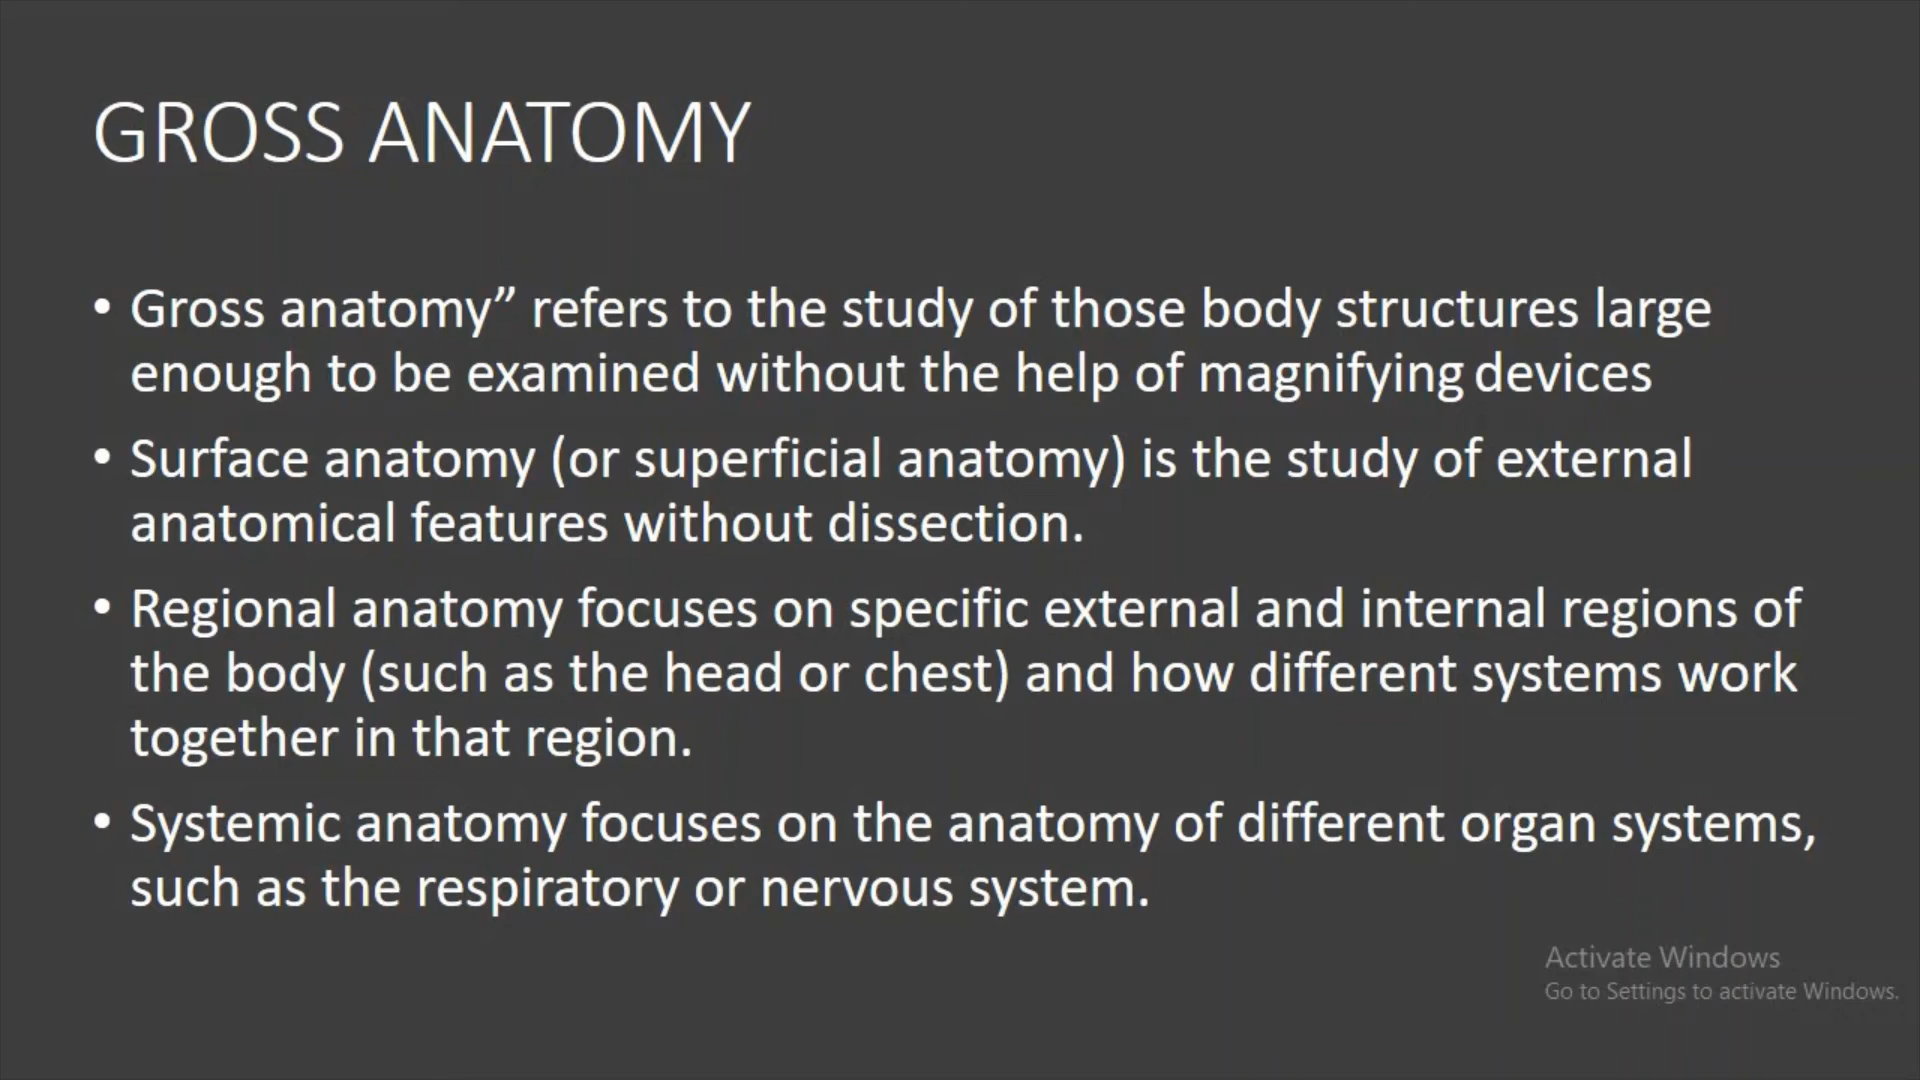 GROSS ANATOMY
• Gross anatomy” refers to the study of those body structures large
enough to be examined without the help of magnifying devices
• Surface anatomy (or superficial anatomy) is the study of external
anatomical features without dissection.
• Regional anatomy focuses on specific external and internal regions of
the body (such as the head or chest) and how different systems work
together in that region.
• Systemic anatomy focuses on the anatomy of different organ systems,
such as the respiratory or nervous system.
Activate Windows
Go to Settings to activate Windows.